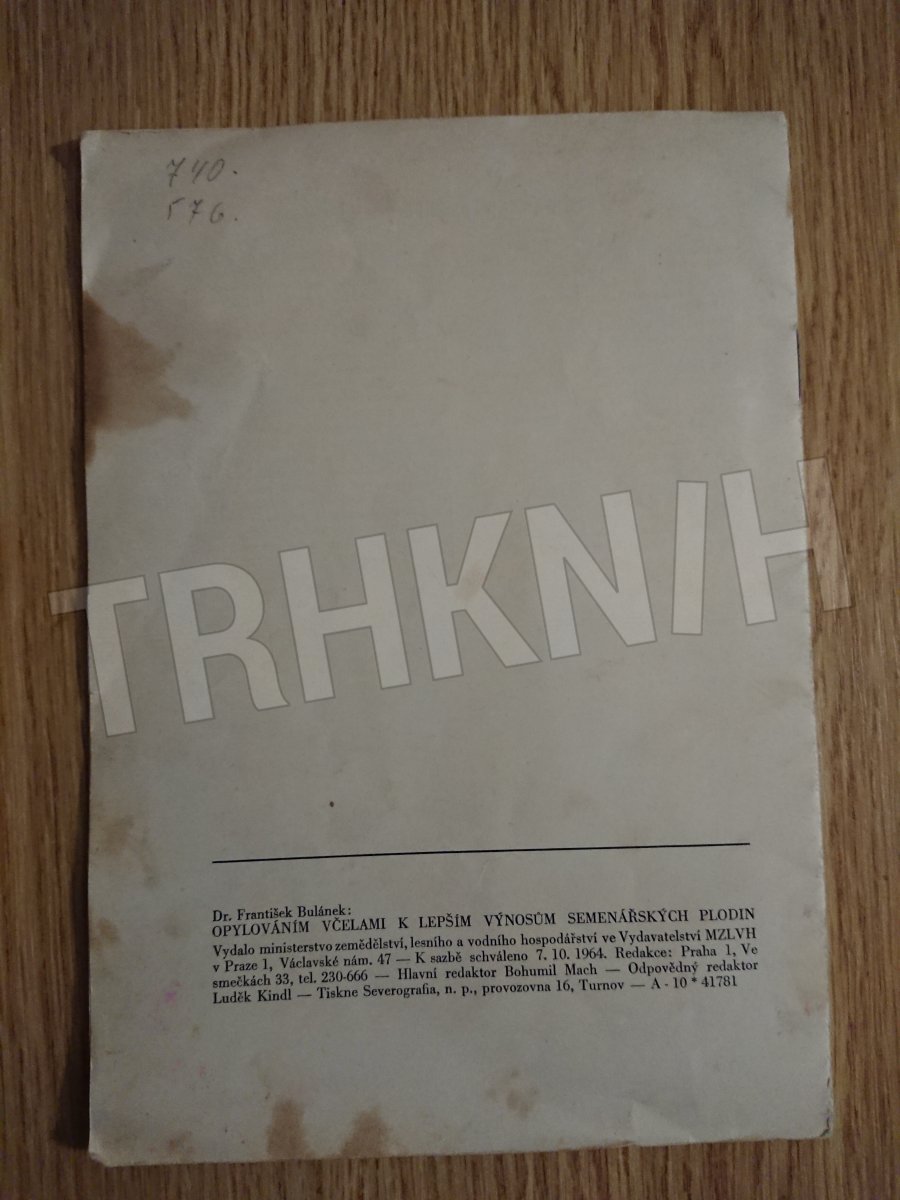 740.
576.
TRHKNIH
Dr. František Bulánek:
OPYLOVÁNÍM VČELAMI K LEPŠÍM VÝNOSŮM SEMENÁŘSKÝCH PLODIN
Vydalo ministerstvo zemědělství, lesního a vodního hospodářství ve Vydavatelství MZLVH
v Praze 1, Václavské nám. 47 — K sazbě schváleno 7. 10. 1964. Redakce: Praha 1, Ve
smečkách 33, tel. 230-666 — Hlavní redaktor Bohumil Mach — Odpovědný redaktor
Luděk Kindl — Tiskne Severografia, n. p., provozovna 16, Turnov — A - 10 * 41781